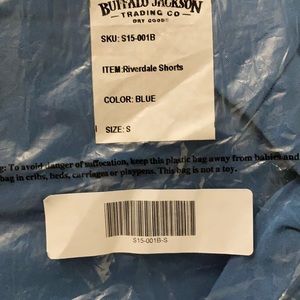 BUFFALO JACKSON
TRADING CO
DRY GOODS
SKU: S15-001B
ITEM:Riverdale Shorts
COLOR: BLUE
SIZE: S
g: To avoid danger of suffocation, keep this plastic bag away from babies and
bag in cribs, beds, carriages or playpens. This bag is not a toy.
S15-001B-S